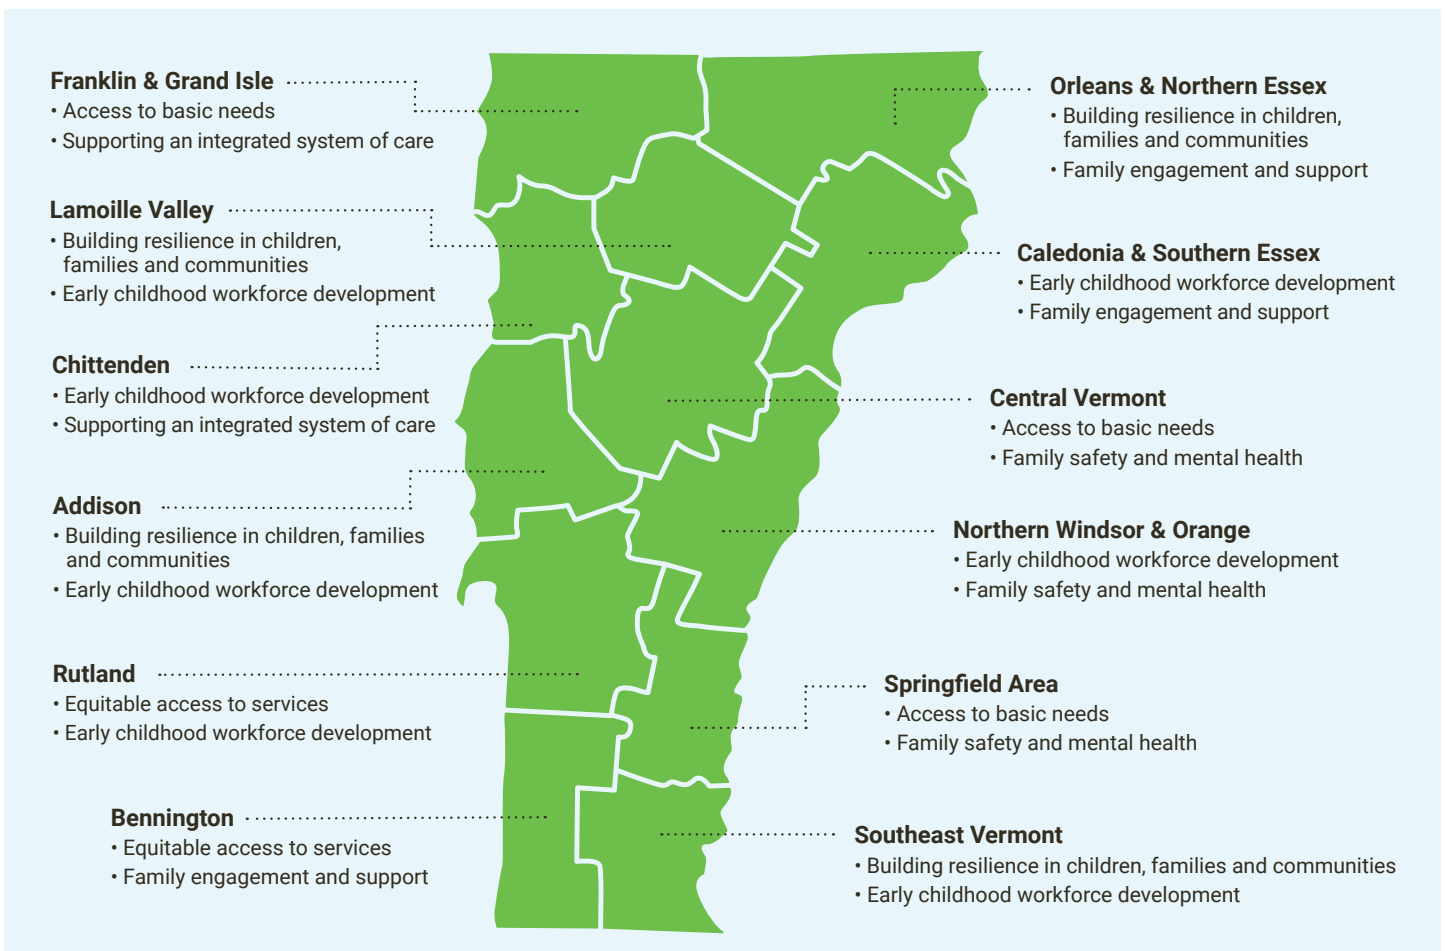 Franklin & Grand Isle
• Access to basic needs
• Supporting an integrated system of care
Lamoille Valley
• Building resilience in children,
families and communities
• Early childhood workforce development
Chittenden
• Early childhood workforce development
• Supporting an integrated system of care
Addison
• Building resilience in children, families
and communities
• Early childhood workforce development
Rutland
• Equitable access to services
• Early childhood workforce development
Bennington
• Equitable access to services
• Family engagement and support
Orleans & Northern Essex
• Building resilience in children,
families and communities
• Family engagement and support
Caledonia & Southern Essex
• Early childhood workforce development
• Family engagement and support
Central Vermont
• Access to basic needs
• Family safety and mental health
Northern Windsor & Orange
• Early childhood workforce development
• Family safety and mental health
Springfield Area
• Access to basic needs
• Family safety and mental health
Southeast Vermont
• Building resilience in children, families and communities
• Early childhood workforce development